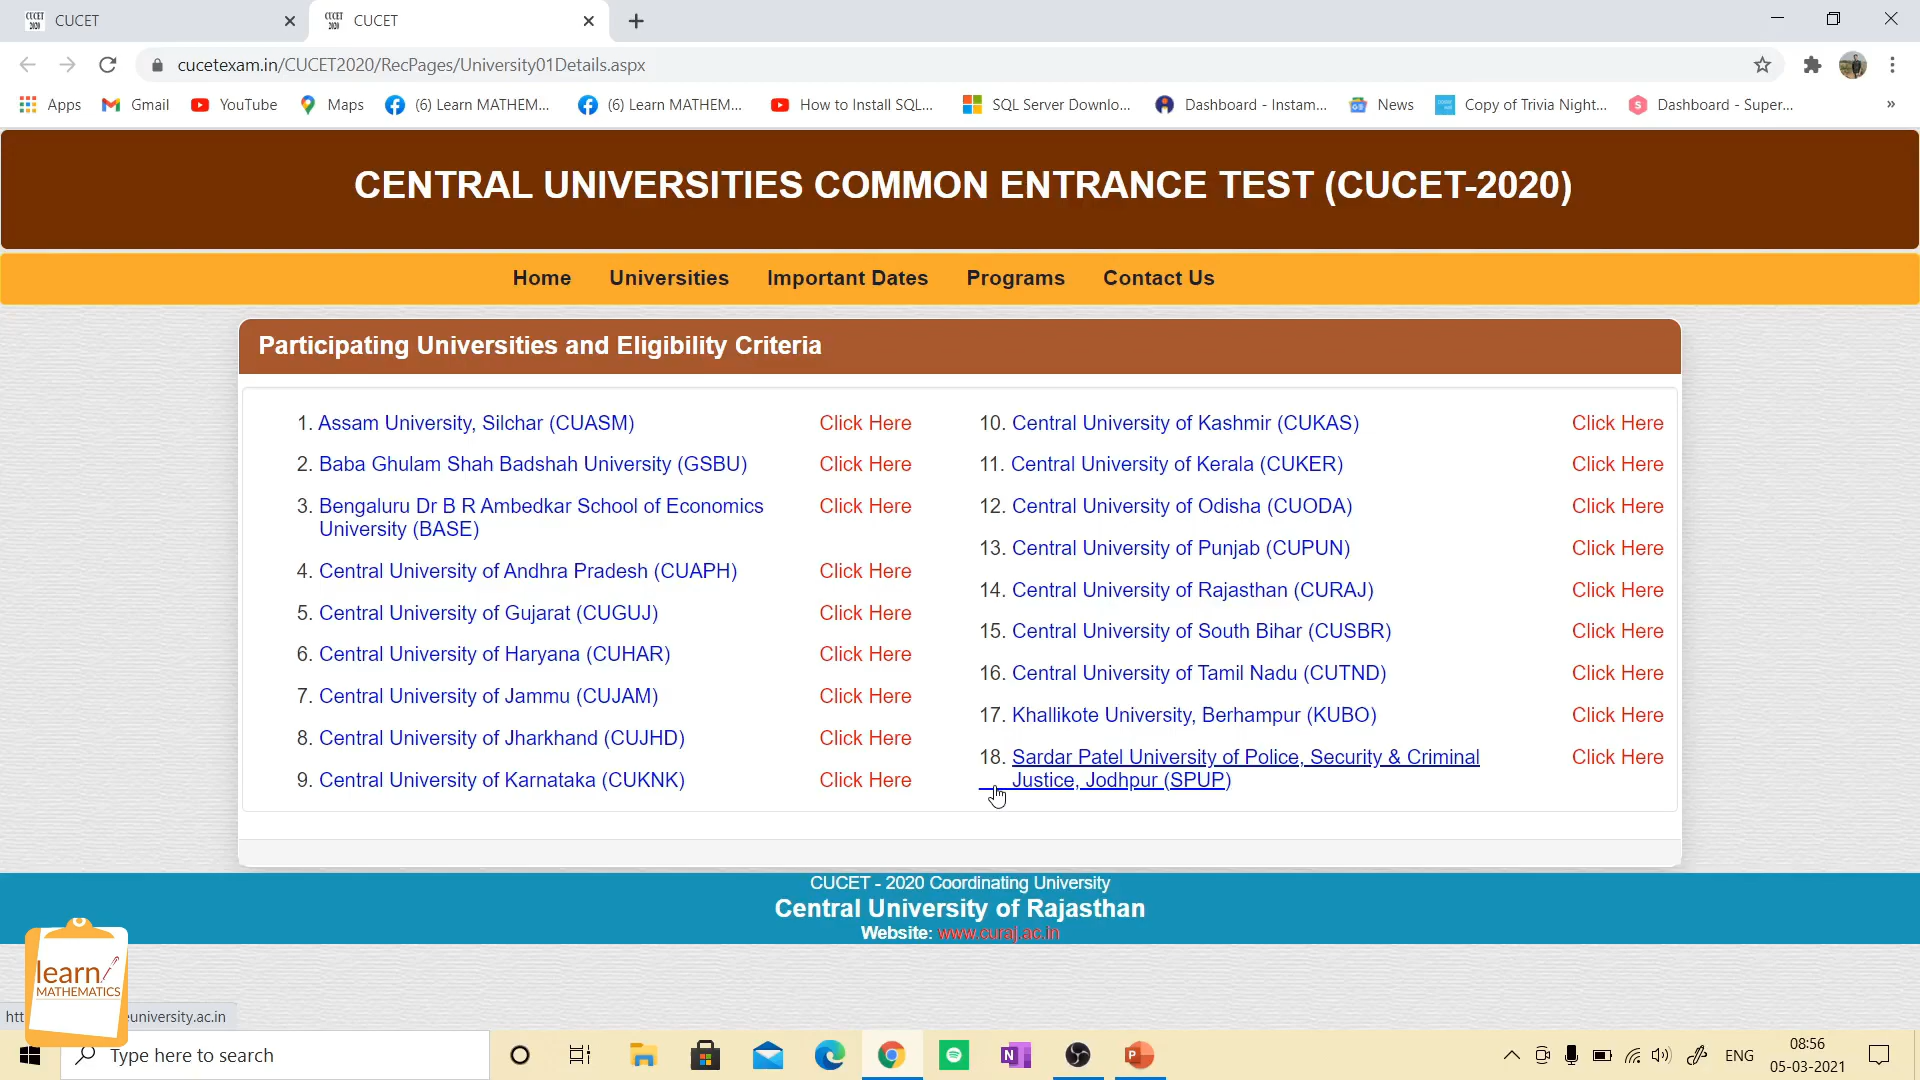 CUCET
CUCET
cucetexam.in/CUCET2020/RecPages/University01Details.aspx
Apps
Gmail
YouTube
Maps
(6) Learn MATHEM...
(6) Learn MATHEM...
How to Install SQL...
SQL Server Downlo...
Dashboard - Instam...
News
Copy of Trivia Night...
Dashboard - Super...
CENTRAL UNIVERSITIES COMMON ENTRANCE TEST (CUCET-2020)
Home Universities Important Dates Programs Contact Us
Participating Universities and Eligibility Criteria
1. Assam University, Silchar (CUASM) Click Here
2. Baba Ghulam Shah Badshah University (GSBU) Click Here
3. Bengaluru Dr B R Ambedkar School of Economics Click Here
University (BASE)
4. Central University of Andhra Pradesh (CUAPH) Click Here
5. Central University of Gujarat (CUGUJ) Click Here
6. Central University of Haryana (CUHAR) Click Here
7. Central University of Jammu (CUJAM) Click Here
8. Central University of Jharkhand (CUJHD) Click Here
9. Central University of Karnataka (CUKNK) Click Here
10. Central University of Kashmir (CUKAS) Click Here
11. Central University of Kerala (CUKER) Click Here
12. Central University of Odisha (CUODA) Click Here
13. Central University of Punjab (CUPUN) Click Here
14. Central University of Rajasthan (CURAJ) Click Here
15. Central University of South Bihar (CUSBR) Click Here
16. Central University of Tamil Nadu (CUTND) Click Here
17. Khallikote University, Berhampur (KUBO) Click Here
18. Sardar Patel University of Police, Security & Criminal Click Here
Justice, Jodhpur (SPUP)
CUCET - 2020 Coordinating University
Central University of Rajasthan
Website: www.curaj.ac.in
learn
MATHEMATICS
htt euniversity.ac.in
Type here to search
ENG
08:56
05-03-2021